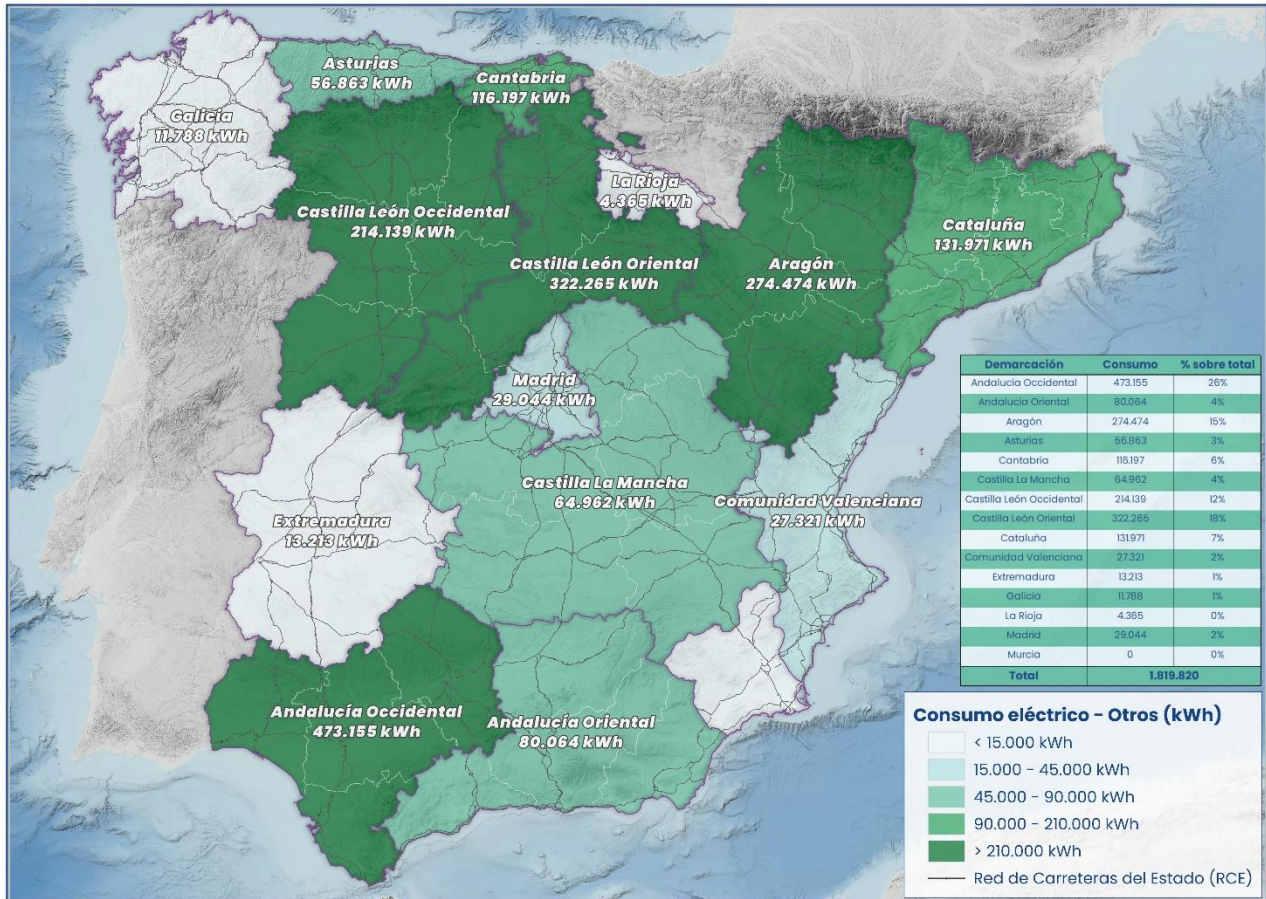 Asturias
56.863 kWh
Cantabria
116.197 kWh
Galicia
11.788 kWh
La Rioja
4.365 kWh
Castilla León Occidental
214.139 kWh
Cataluña
131.971 kWh
Castilla León Oriental
322.265 kWh
Aragón
274.474 kWh
Madrid
29.044 kWh
Castilla La Mancha
64.962 kWh
Comunidad Valenciana
27.321 kWh
Extremadura
13.213 kWh
Andalucía Occidental
473.155 kWh
Andalucía Oriental
80.064 kWh
Demarcación Consumo % sobre total
Andalucía Occidental 473.155 26%
Andalucía Oriental 80.064 4%
Aragón 274.474 15%
Asturias 56.863 3%
Cantabria 116.197 6%
Castilla La Mancha 64.962 4%
Castilla León Occidental 214.139 12%
Castilla León Oriental 322.265 18%
Cataluña 131.971 7%
Comunidad Valenciana 27.321 2%
Extremadura 13.213 1%
Galicia 11.788 1%
La Rioja 4.365 0%
Madrid 29.044 2%
Murcia 0 0%
Total 1.819.820
Consumo eléctrico - Otros (kWh)
< 15.000 kWh
15.000 - 45.000 kWh
45.000 - 90.000 kWh
90.000 - 210.000 kWh
> 210.000 kWh
Red de Carreteras del Estado (RCE)